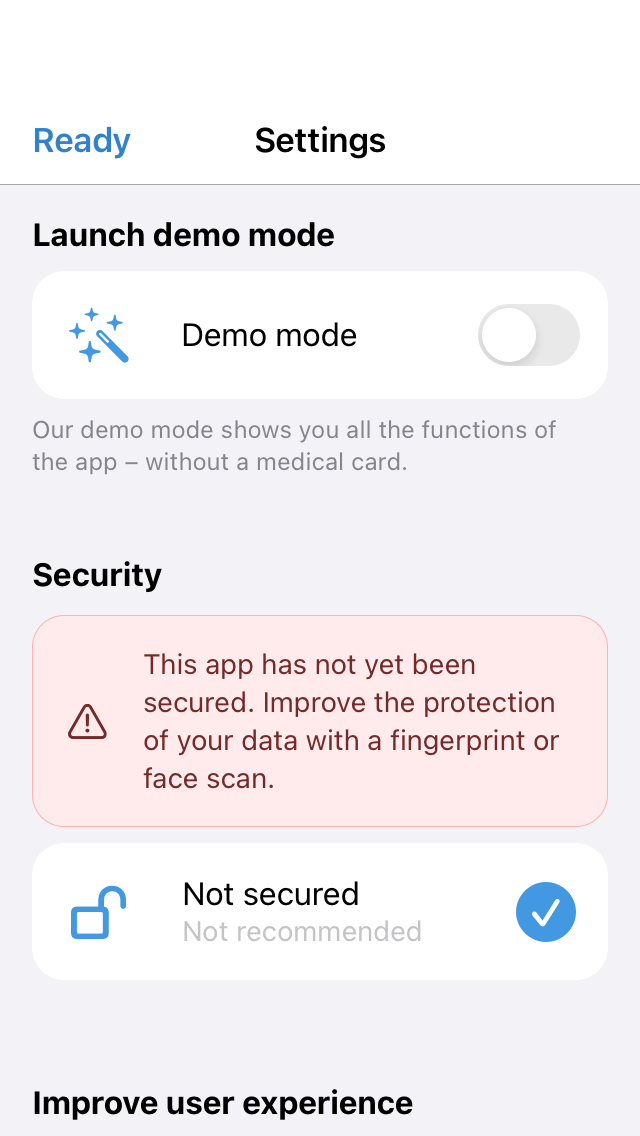 Ready
Settings
Launch demo mode
Demo mode
Our demo mode shows you all the functions of
the app – without a medical card.
Security
This app has not yet been
secured. Improve the protection
of your data with a fingerprint or
face scan.
Not secured
Not recommended
Improve user experience